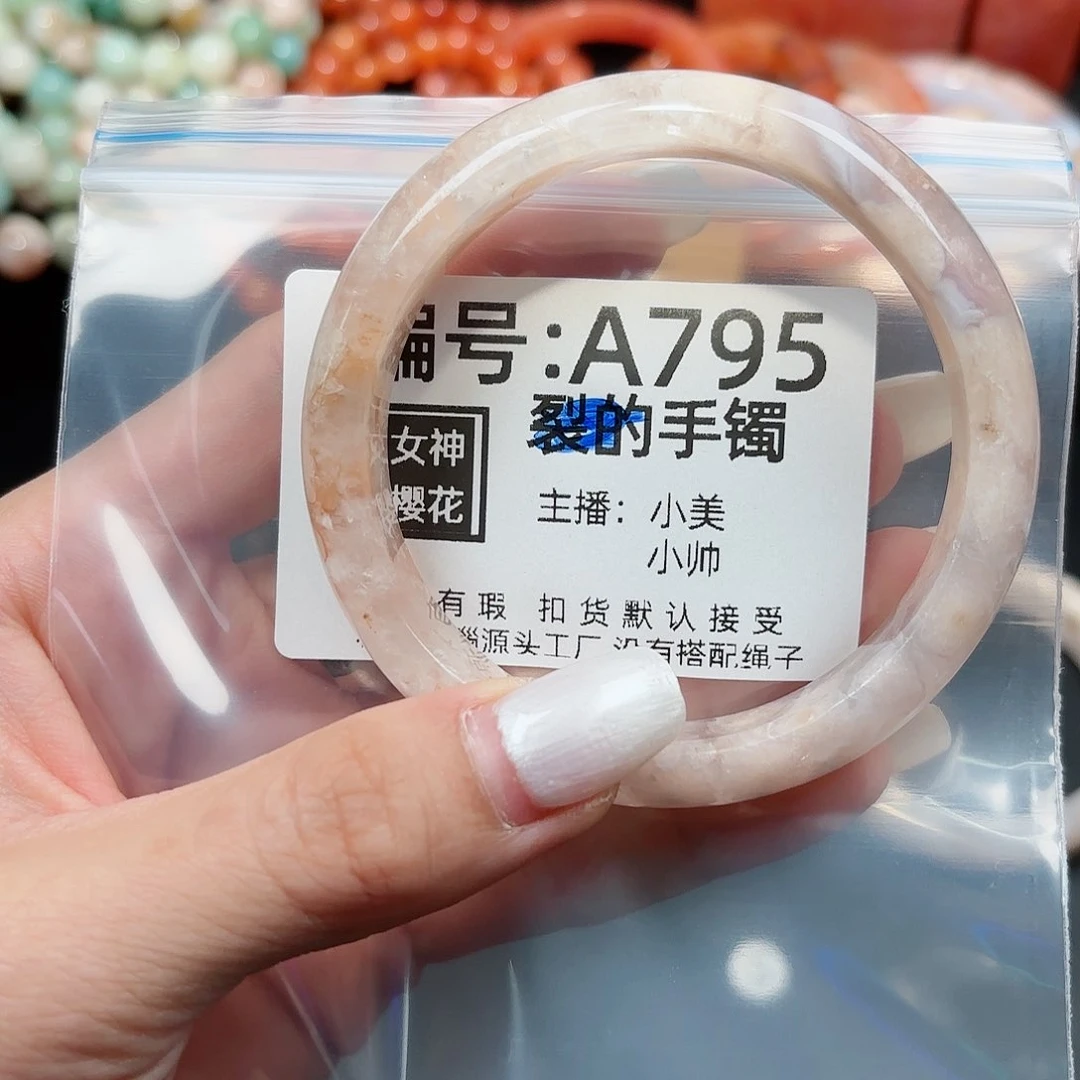 编号:A795
裂的手镯
女神
樱花
主播：小美
小帅
有瑕 扣货默认接受
源头工厂 没有搭配绳子